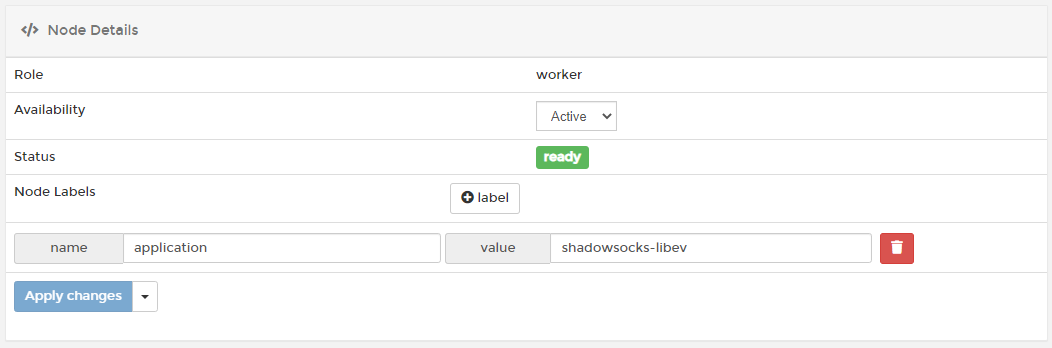 Node Details
Role worker
Availability Active
Status ready
Node Labels label
name application value shadowsocks-libev
Apply changes